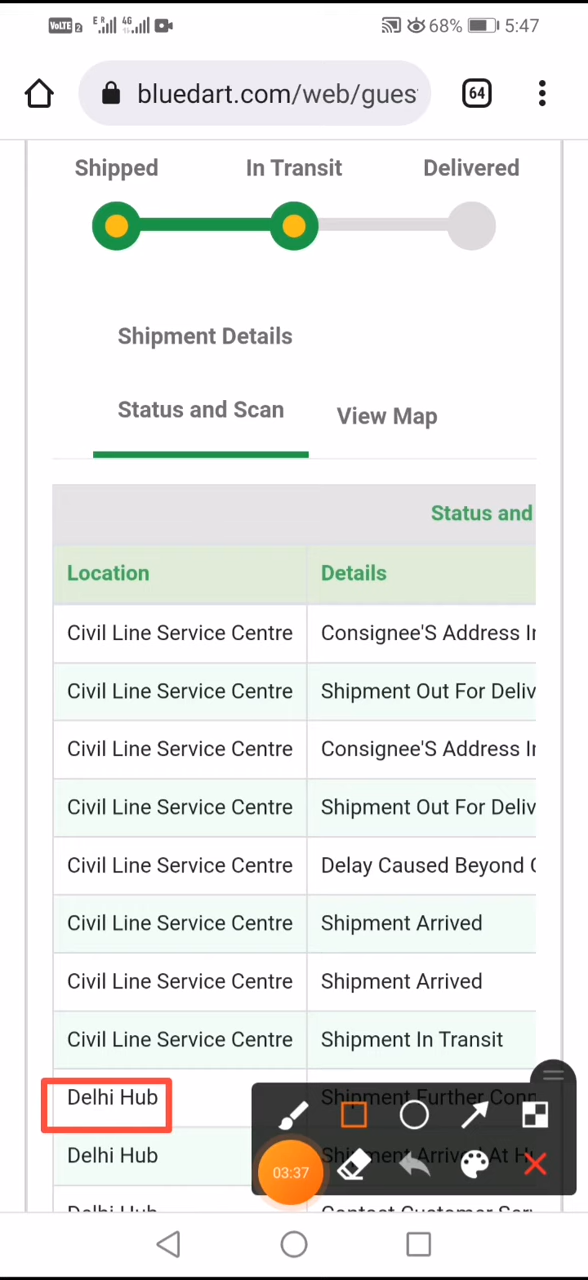 VoLTE 2 E R 4G 68% 5:47
bluedart.com/web/gues 64
Shipped In Transit Delivered
Shipment Details
Status and Scan View Map
Status and
Location Details
Civil Line Service Centre Consignee'S Address In
Civil Line Service Centre Shipment Out For Deliv
Civil Line Service Centre Consignee'S Address In
Civil Line Service Centre Shipment Out For Deliv
Civil Line Service Centre Delay Caused Beyond C
Civil Line Service Centre Shipment Arrived
Civil Line Service Centre Shipment Arrived
Civil Line Service Centre Shipment In Transit
Delhi Hub Shipment Further Conn
Delhi Hub Shipment Arrived At H
03:37
Delhi Hub Contact Customer Ser